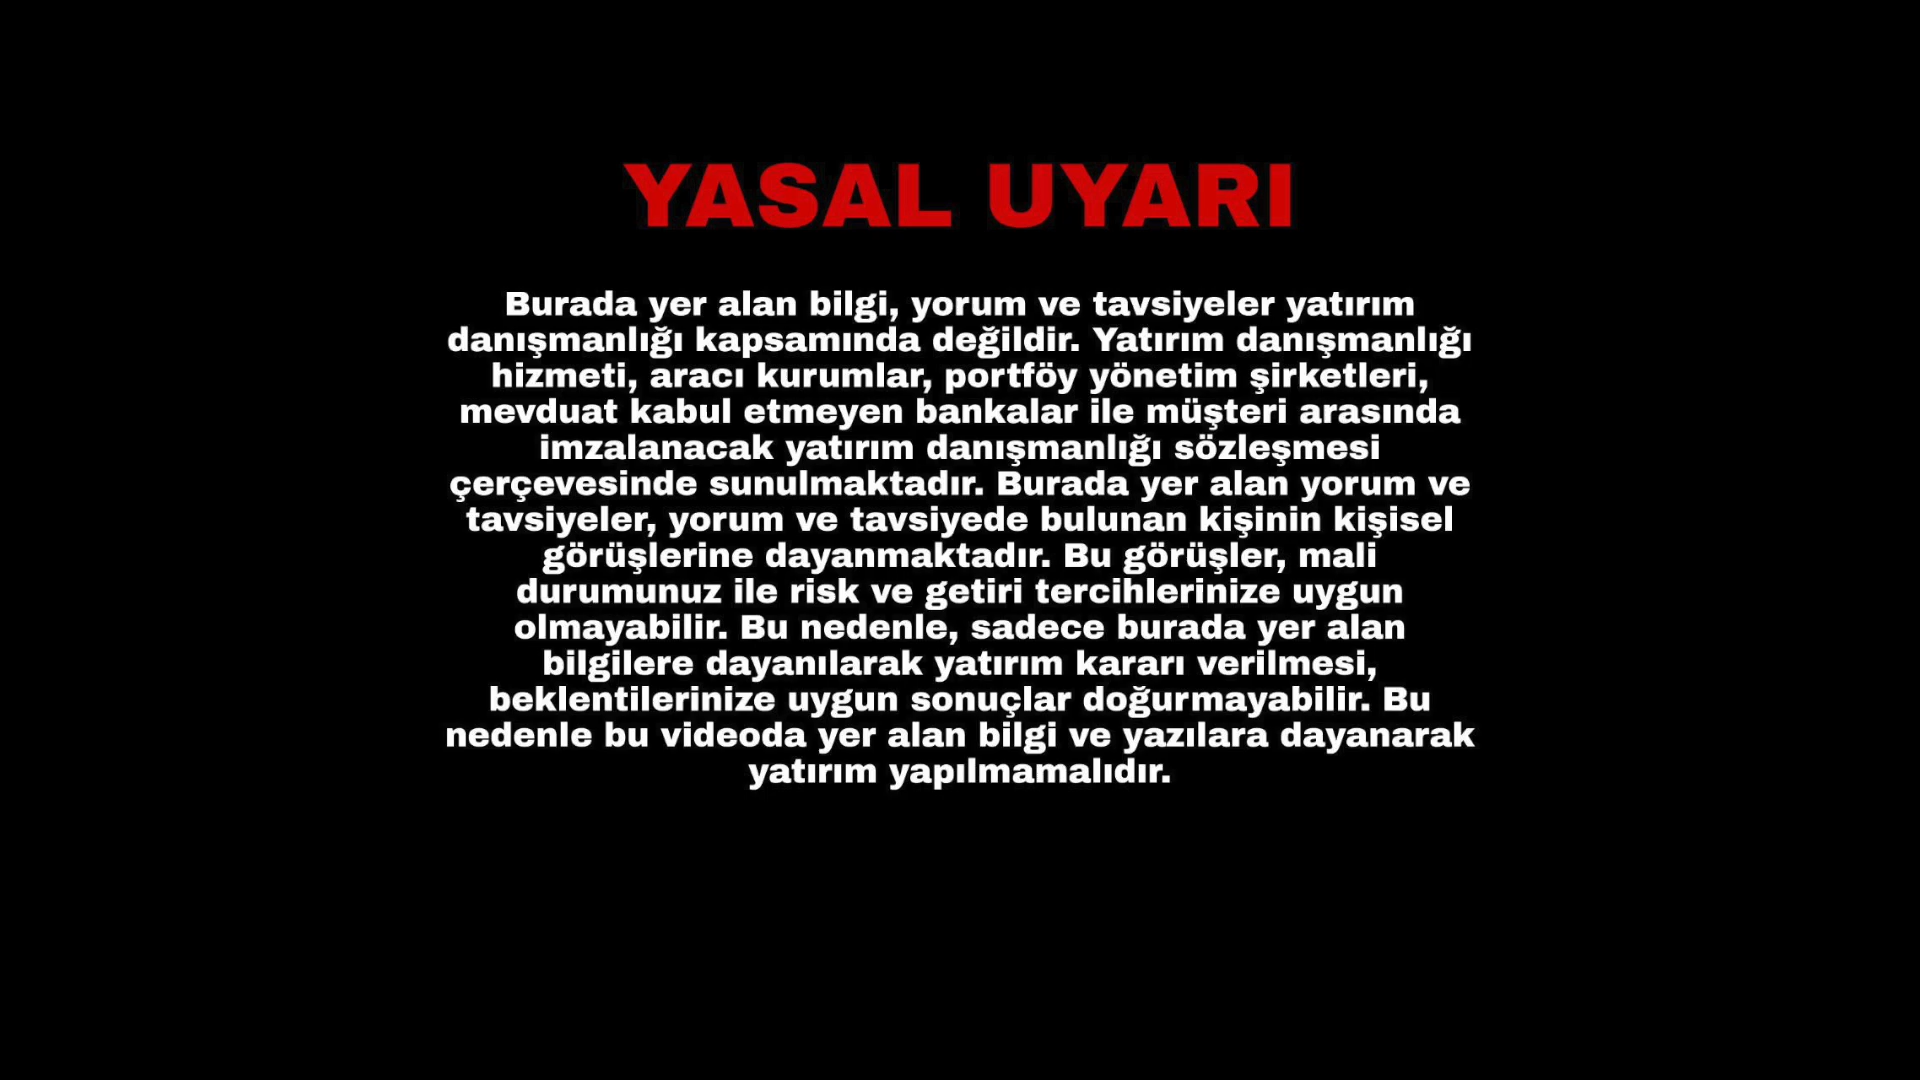 YASAL UYARI
Burada yer alan bilgi, yorum ve tavsiyeler yatırım
danışmanlığı kapsamında değildir. Yatırım danışmanlığı
hizmeti, aracı kurumlar, portföy yönetim şirketleri,
mevduat kabul etmeyen bankalar ile müşteri arasında
imzalanacak yatırım danışmanlığı sözleşmesi
çerçevesinde sunulmaktadır. Burada yer alan yorum ve
tavsiyeler, yorum ve tavsiyede bulunan kişinin kişisel
görüşlerine dayanmaktadır. Bu görüşler, mali
durumunuz ile risk ve getiri tercihlerinize uygun
olmayabilir. Bu nedenle, sadece burada yer alan
bilgilere dayanılarak yatırım kararı verilmesi,
beklentilerinize uygun sonuçlar doğurmayabilir. Bu
nedenle bu videoda yer alan bilgi ve yazılara dayanarak
yatırım yapılmamalıdır.